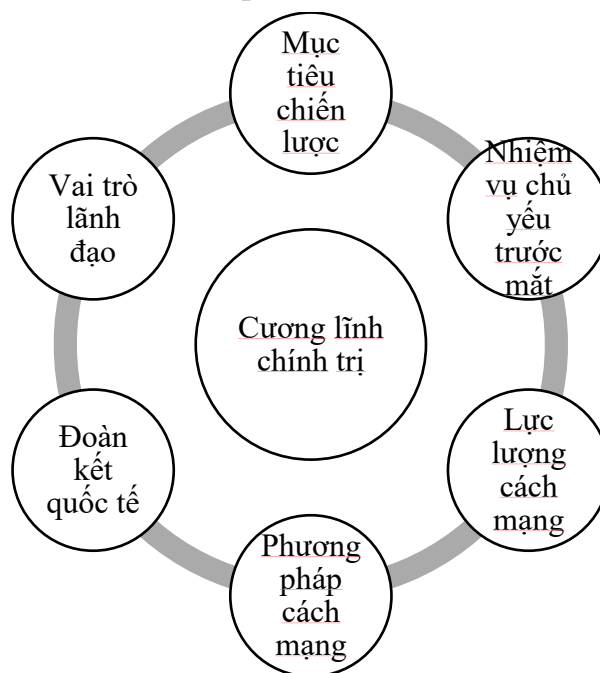 Mục
tiêu
chiến
lược
Nhiệm
vụ chủ
yếu
trước
mắt
Lực
lượng
cách
mạng
Phương
pháp
cách
mạng
Đoàn
kết
quốc tế
Vai trò
lãnh
đạo
Cương lĩnh
chính trị